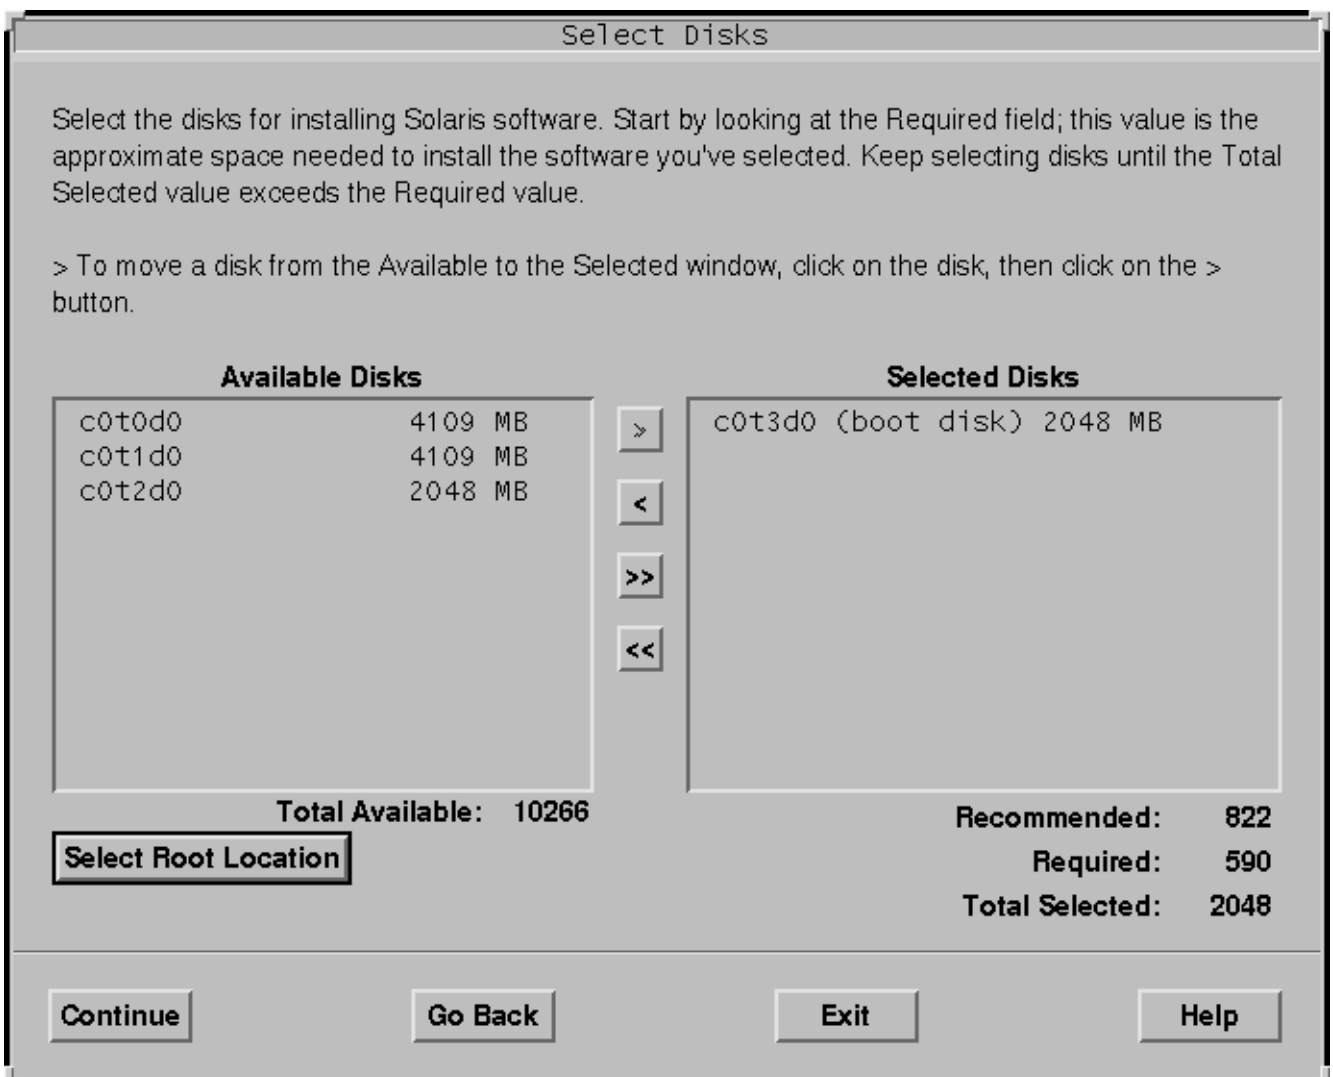 Select Disks
Select the disks for installing Solaris software. Start by looking at the Required field; this value is the
approximate space needed to install the software you've selected. Keep selecting disks until the Total
Selected value exceeds the Required value.
> To move a disk from the Available to the Selected window, click on the disk, then click on the >
button.
Available Disks
c0t0d0 4109 MB
c0t1d0 4109 MB
c0t2d0 2048 MB
Total Available: 10266
Select Root Location
>
<
>>
<<
Selected Disks
c0t3d0 (boot disk) 2048 MB
Recommended: 822
Required: 590
Total Selected: 2048
Continue
Go Back
Exit
Help